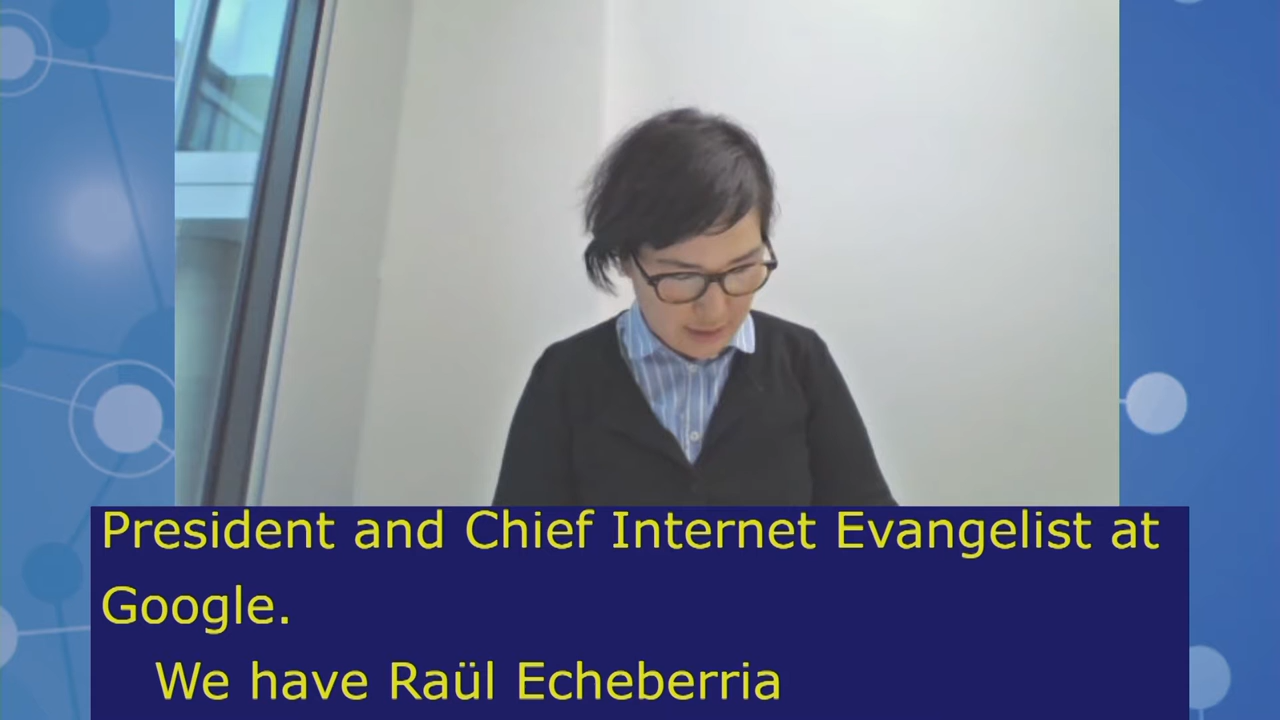 President and Chief Internet Evangelist at
Google.
We have Raül Echeberria